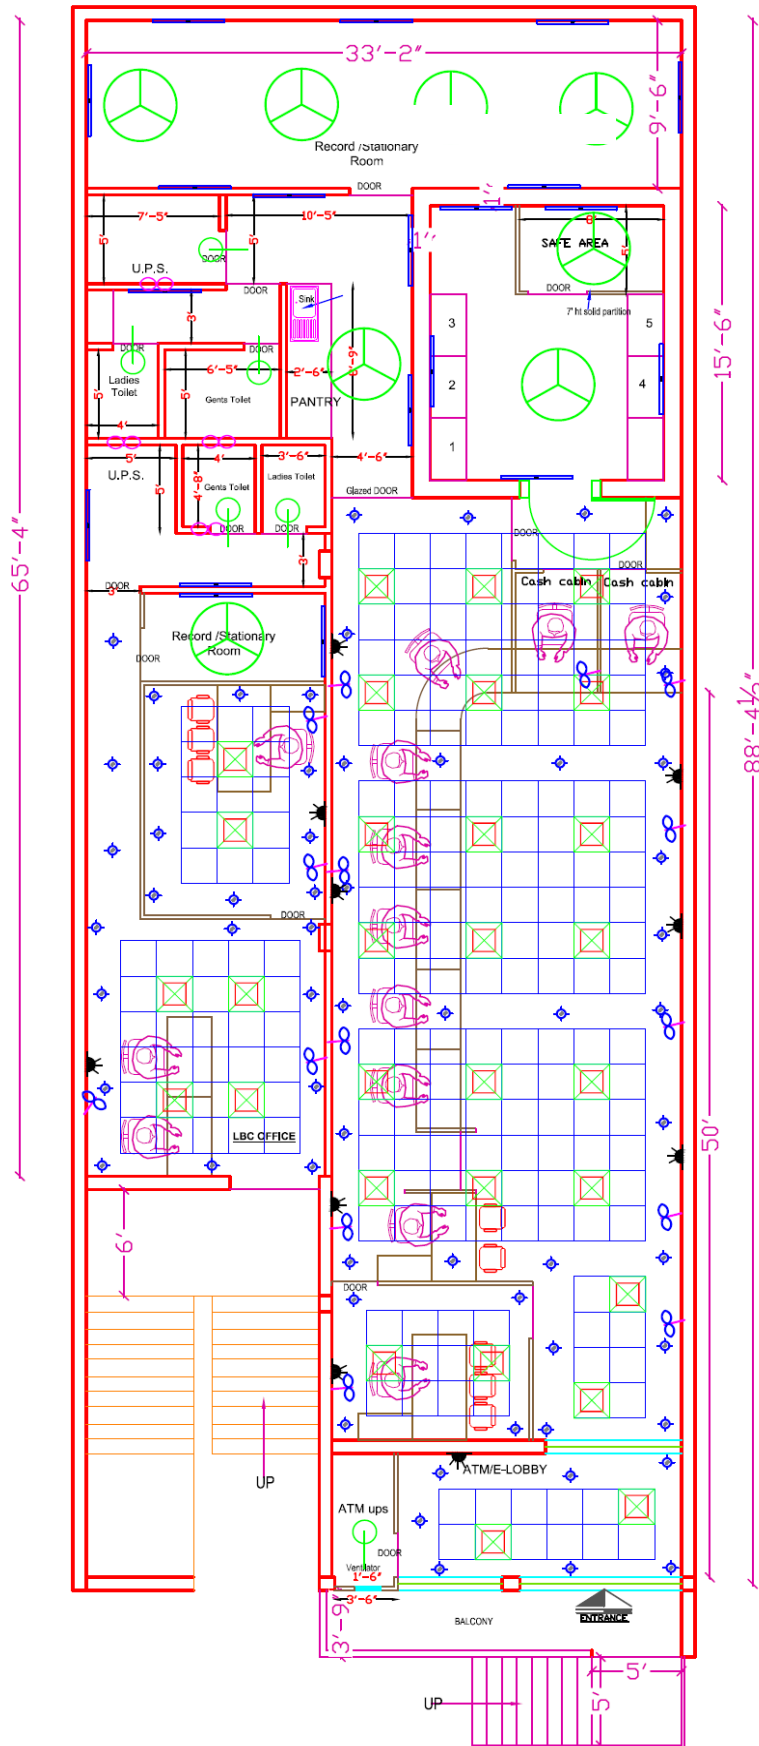 33'-2"
9'-6"
Record /Stationary
Room
DOOR
1'
7'-5"
10'-5"
8'
5'
5'
5'
SAFE AREA
1'
DOOR
U.P.S.
DOOR
DOOR
Sink
7" ht solid partition
3'
3
5
15'-6"
DOOR
DOOR
6'-5"
2'-6"
8'-9"
Ladies
Toilet
5'
5'
Gents Toilet
PANTRY
2
4
4'
1
5'
4'
3'-6"
4'-6"
U.P.S.
5'
4'-8"
Gents Toilet
Ladies Toilet
Glazed DOOR
DOOR
DOOR
DOOR
65'-4"
3'
DOOR
DOOR
3'
Cash cabin
Cash cabin
Record /Stationary
Room
DOOR
88'-4½"
DOOR
LBC OFFICE
50'
6'
DOOR
UP
ATM/E-LOBBY
ATM ups
DOOR
Ventilator
1'-6"
3'-6"
3'-9"
BALCONY
ENTRANCE
5'
5'
UP